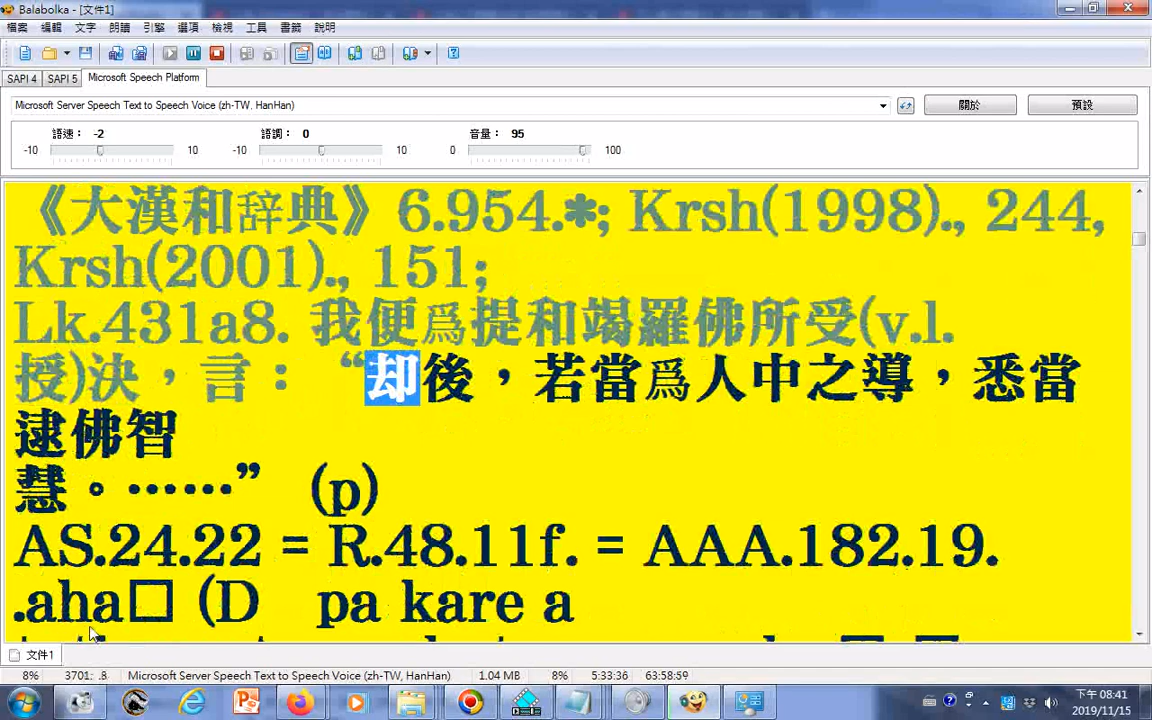 Balabolka - [文件1]
檔案 編輯 文字 朗讀 引擎 選項 檢視 工具 書籤 說明
SAPI 4 SAPI 5 Microsoft Speech Platform
Microsoft Server Speech Text to Speech Voice (zh-TW, HanHan) 關於 預設
語速： -2 語調： 0 音量： 95
-10 10 -10 10 0 100
《大漢和辞典》 6.954.*; Krsh(1998)., 244,
Krsh(2001)., 151;
Lk.431a8. 我便爲提和竭羅佛所受(v.l.
授)決，言： “却後，若當爲人中之導，悉當
逮佛智
慧。……” (p)
AS.24.22 = R.48.11f. = AAA.182.19.
.aha□ (D pa kare a
文件1
8% 3701: .8 Microsoft Server Speech Text to Speech Voice (zh-TW, HanHan) 1.04 MB 8% 5:33:36 63:58:59
下午 08:41
2019/11/15